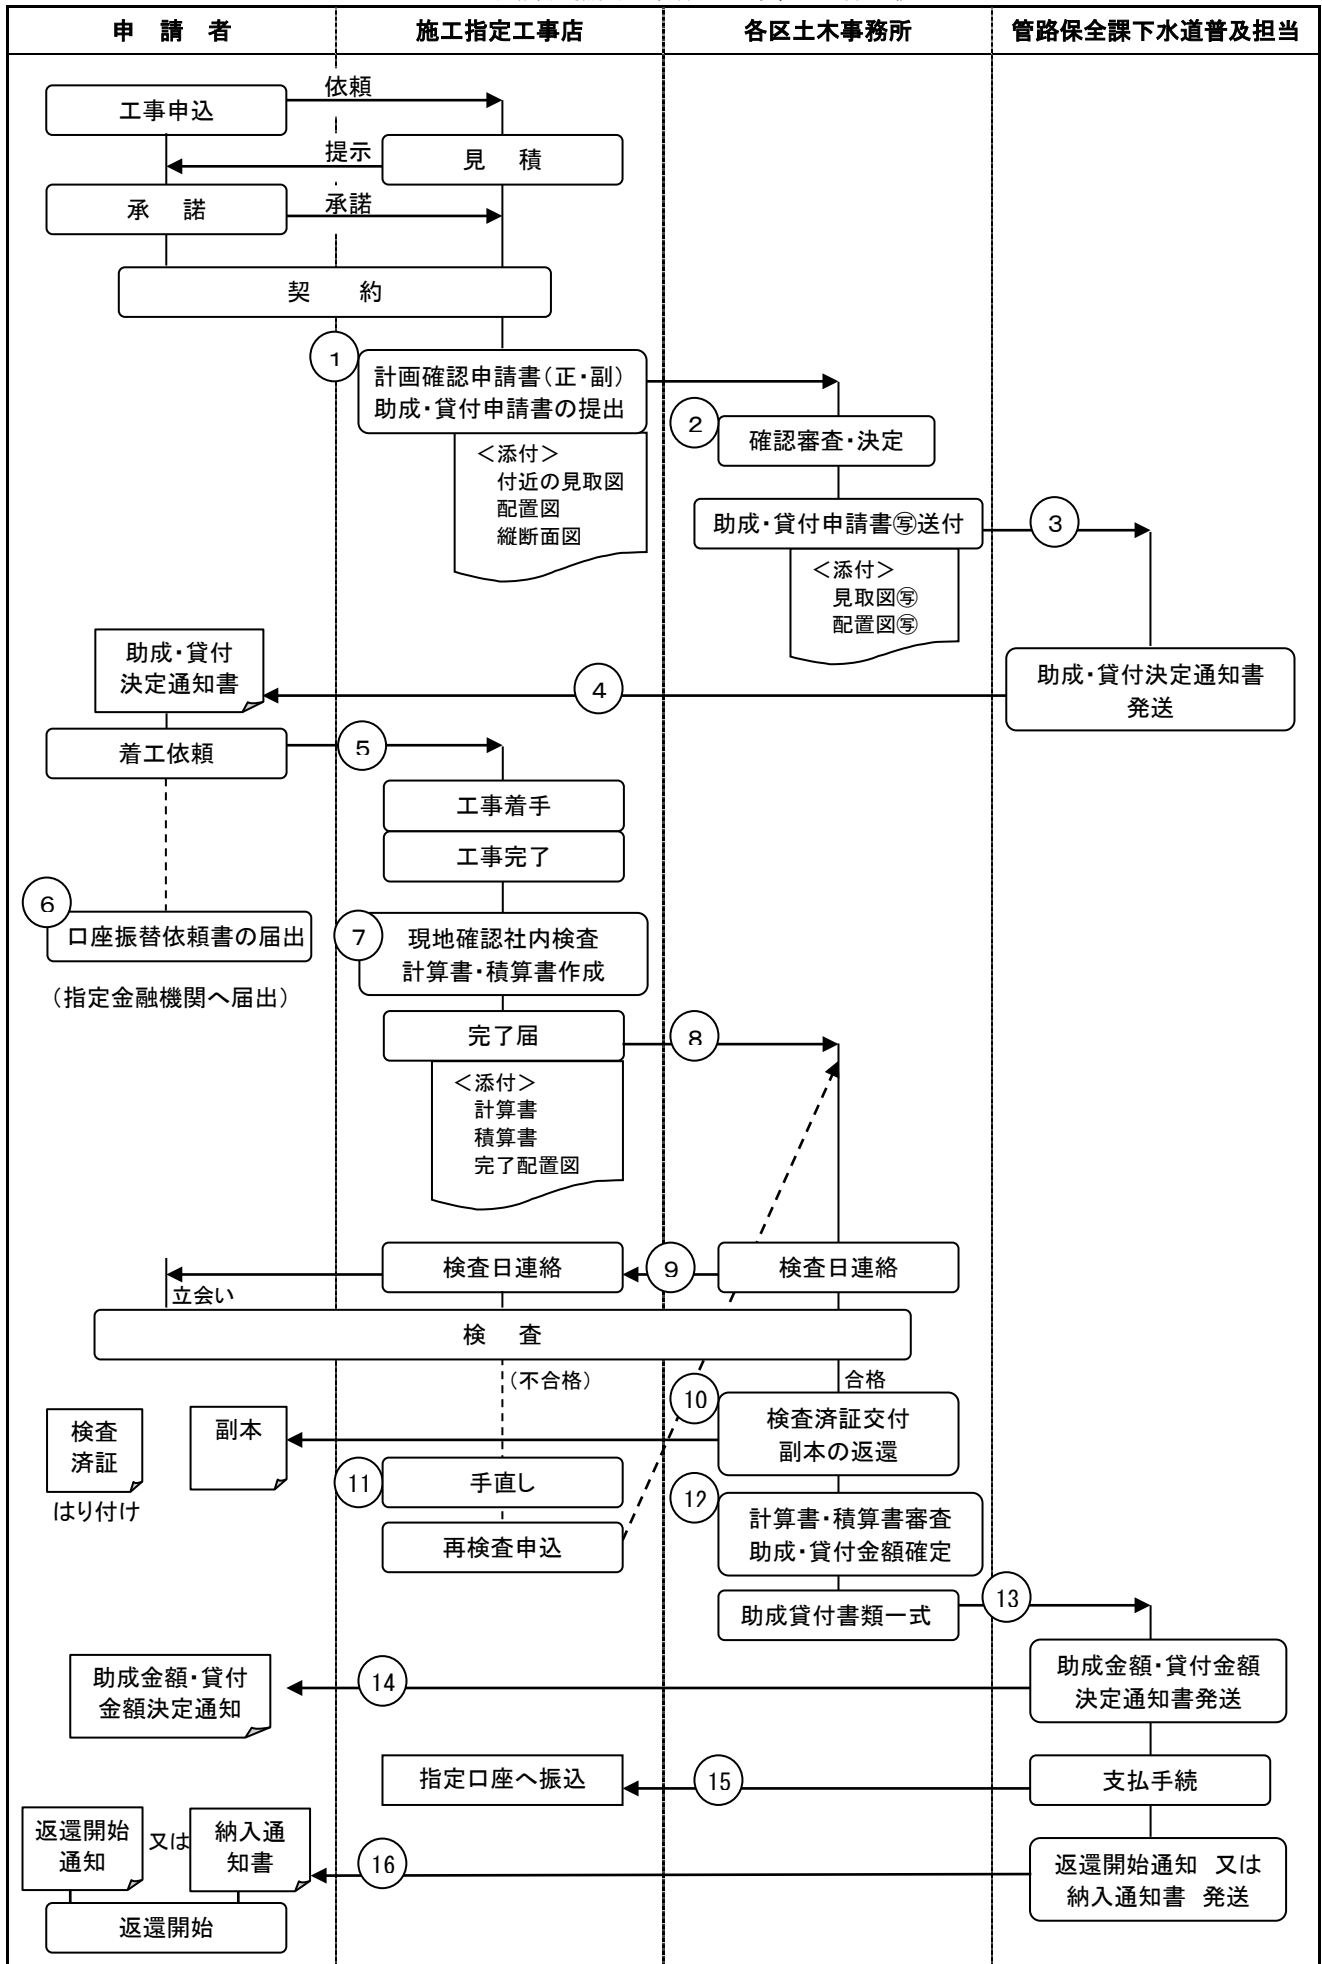 申　請　者
施工指定工事店
各区土木事務所
管路保全課下水道普及担当
工事申込
依頼
提示
見　積
承　諾
承諾
契　　約
1
計画確認申請書（正・副）
助成・貸付申請書の提出
＜添付＞
付近の見取図
配置図
縦断面図
2
確認審査・決定
助成・貸付申請書㊢送付
3
＜添付＞
見取図㊢
配置図㊢
助成・貸付
決定通知書
4
助成・貸付決定通知書
発送
着工依頼
5
工事着手
工事完了
6
口座振替依頼書の届出
（指定金融機関へ届出）
7
現地確認社内検査
計算書・積算書作成
完了届
8
＜添付＞
計算書
積算書
完了配置図
検査日連絡
9
検査日連絡
立会い
検　査
（不合格）
合格
10
検査済証交付
副本の返還
検査
済証
はり付け
副本
11
手直し
再検査申込
12
計算書・積算書審査
助成・貸付金額確定
助成貸付書類一式
13
助成金額・貸付金額
決定通知書発送
14
助成金額・貸付
金額決定通知
指定口座へ振込
15
支払手続
返還開始
通知
又は
納入通
知書
16
返還開始通知　又は
納入通知書　発送
返還開始